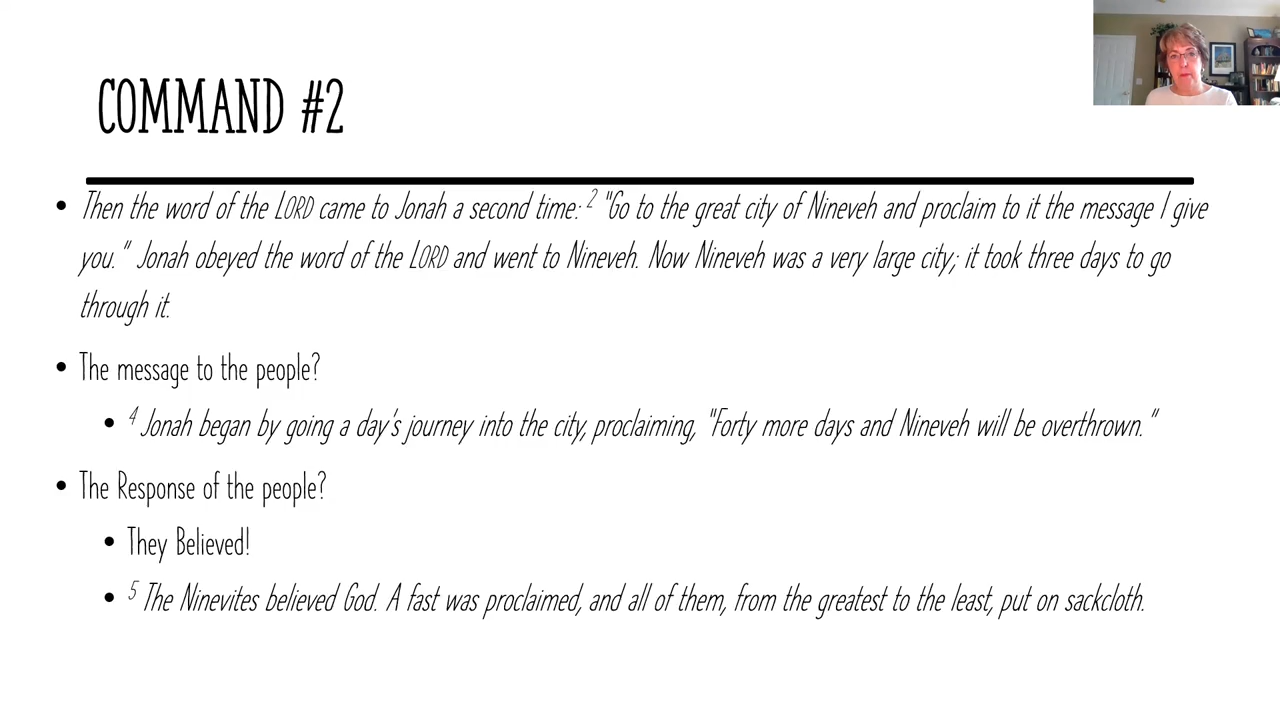 COMMAND #2
• Then the word of the LORD came to Jonah a second time: 2 "Go to the great city of Nineveh and proclaim to it the message I give
you." Jonah obeyed the word of the LORD and went to Nineveh. Now Nineveh was a very large city; it took three days to go
through it.
• The message to the people?
• 4 Jonah began by going a day's journey into the city, proclaiming, "Forty more days and Nineveh will be overthrown."
• The Response of the people?
• They Believed!
• 5 The Ninevites believed God. A fast was proclaimed, and all of them, from the greatest to the least, put on sackcloth.